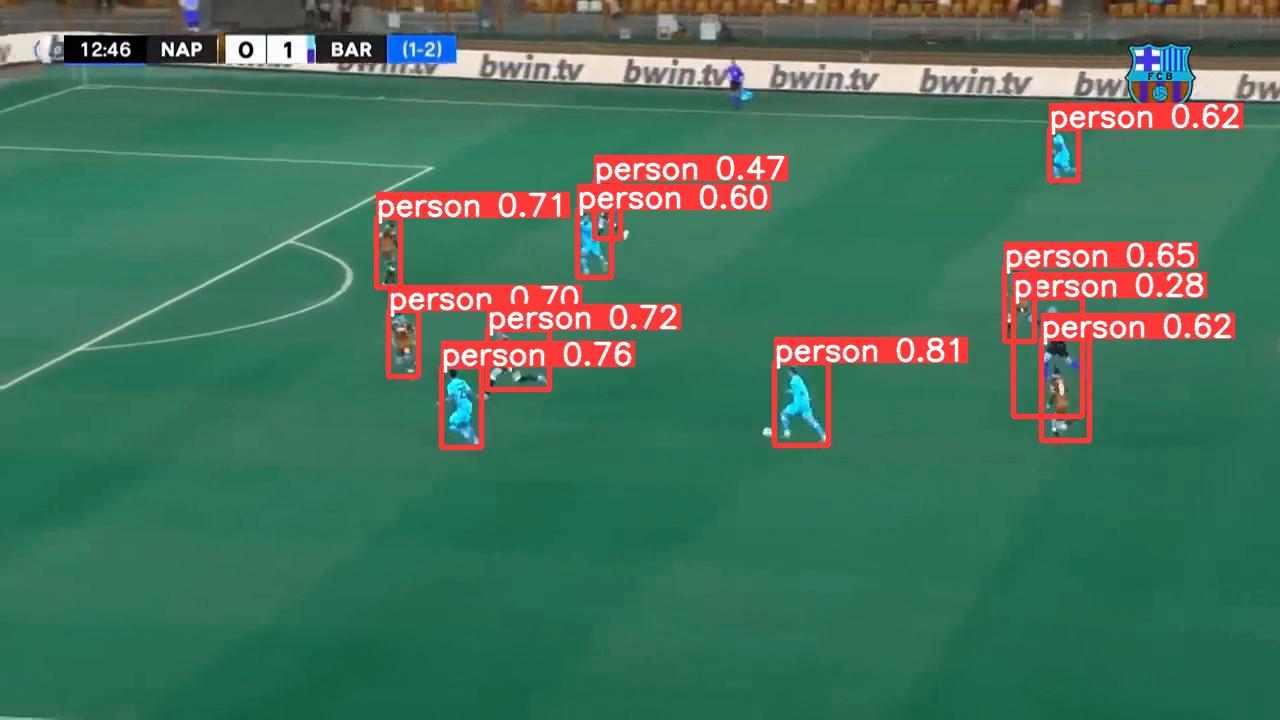 12:46 NAP 0 1 BAR (1-2)
bwin.tv bwin.tv bwin.tv bwin.tv bwin.tv
FCB
person 0.62
person 0.47
person 0.60
person 0.71
person 0.65
person 0.28
person 0.70
person 0.72
person 0.62
person 0.76
person 0.81
8